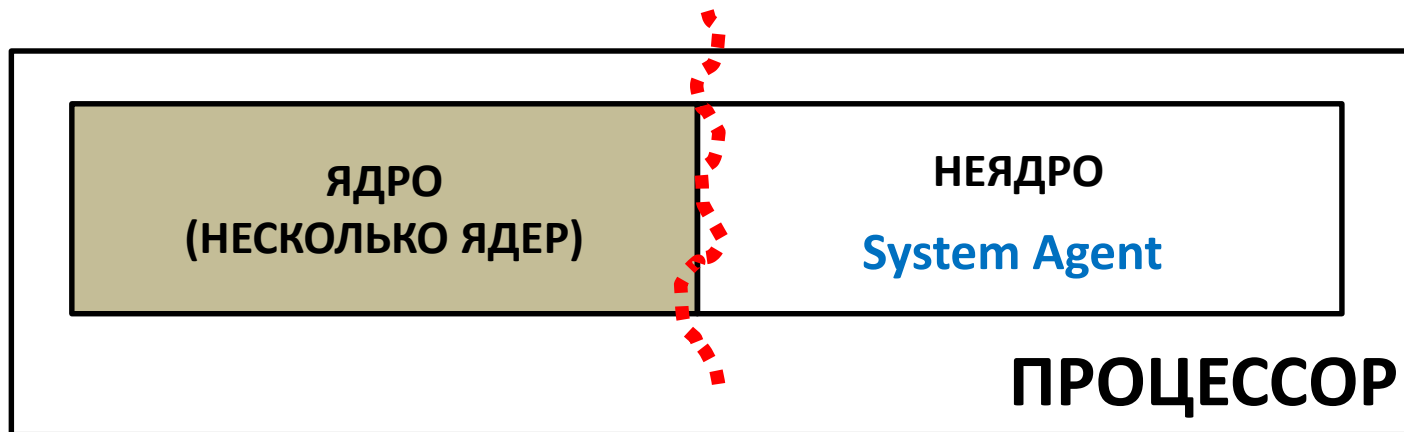 ЯДРО
(НЕСКОЛЬКО ЯДЕР)
НЕЯДРО
System Agent
ПРОЦЕССОР